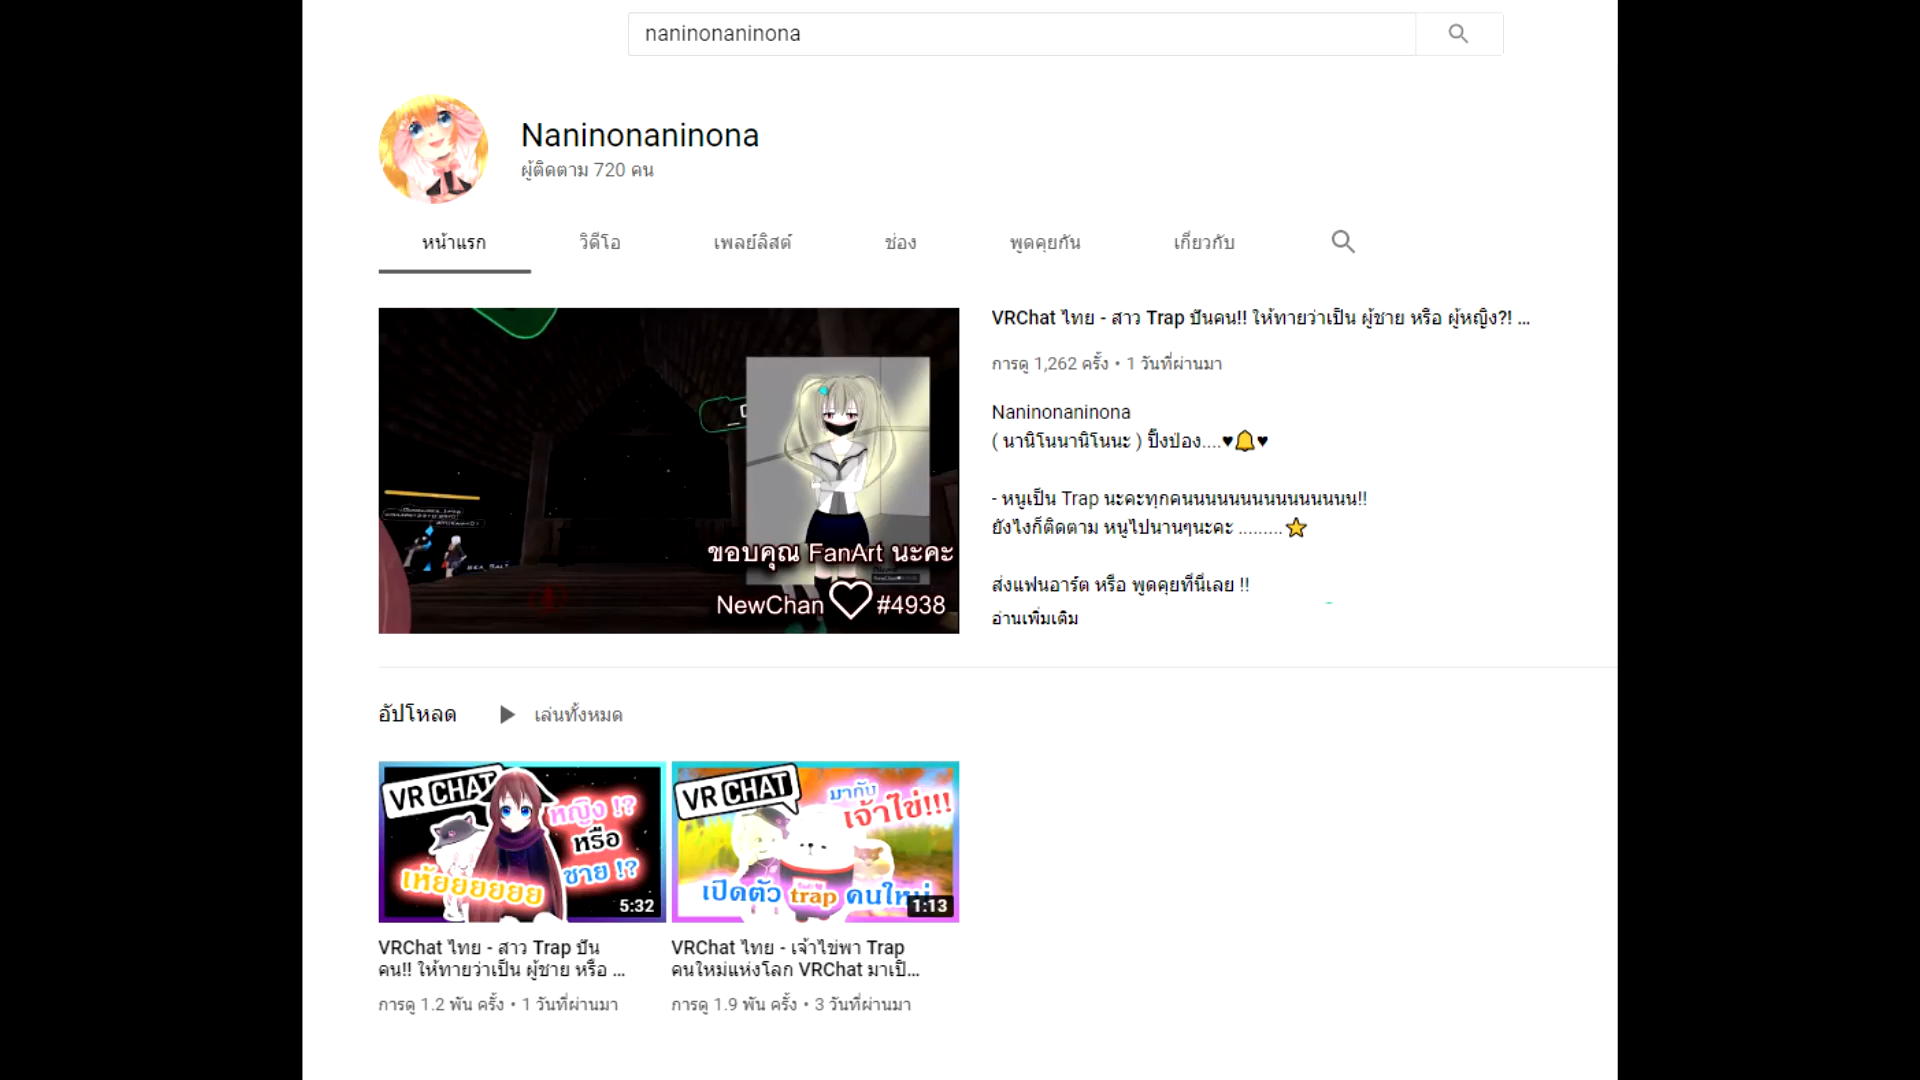 naninonaninona
Naninonaninona
ผู้ติดตาม 720 คน
หน้าแรก วิดีโอ เพลย์ลิสต์ ช่อง พูดคุยกัน เกี่ยวกับ
ขอบคุณ FanArt นะคะ
NewChan #4938
VRChat ไทย - สาว Trap ปั่นคน!! ให้ทายว่าเป็น ผู้ชาย หรือ ผู้หญิง?! ...
การดู 1,262 ครั้ง • 1 วันที่ผ่านมา
Naninonaninona
( นานิโนนานิโนนะ ) ปิ๊งป่อง....♥🔔♥
- หนูเป็น Trap นะคะทุกคนนนนนนนนนนนนนนน!!
ยังไงก็ติดตาม หนูไปนานๆนะคะ .........⭐
ส่งแฟนอาร์ต หรือ พูดคุยที่นี่เลย !!
อ่านเพิ่มเติม
อัปโหลด เล่นทั้งหมด
VR CHAT
หญิง !?
หรือ
ชาย !?
เห้ยยยยยย
5:32
VR CHAT
มากับ
เจ้าไข่!!!
เปิดตัว trap คนใหม่
1:13
VRChat ไทย - สาว Trap ปั่น
คน!! ให้ทายว่าเป็น ผู้ชาย หรือ ...
การดู 1.2 พัน ครั้ง • 1 วันที่ผ่านมา
VRChat ไทย - เจ้าไข่พา Trap
คนใหม่แห่งโลก VRChat มาเปิ...
การดู 1.9 พัน ครั้ง • 3 วันที่ผ่านมา